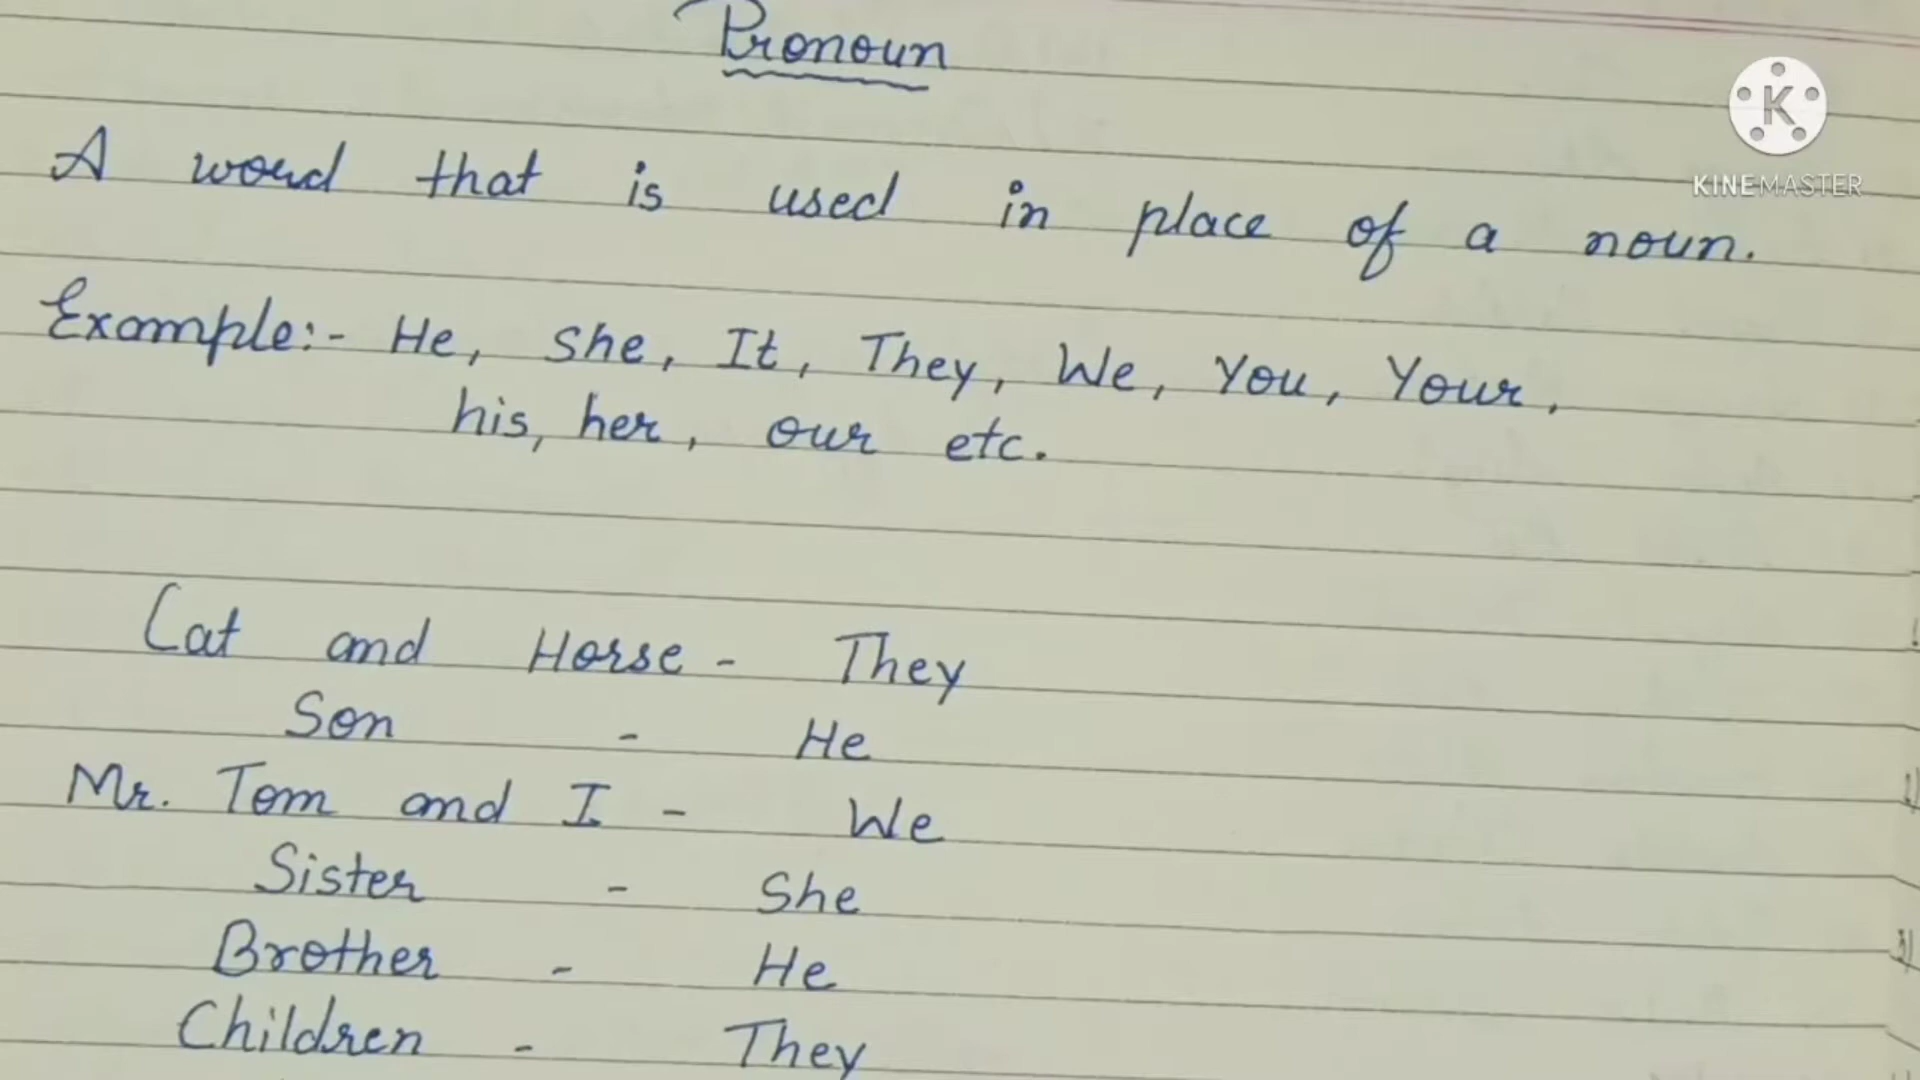 Pronoun
A word that is used in place of a noun.
Example:- He, She, It, They, We, You, Your,
his, her, our etc.
Cat and Horse - They
Son - He
Mr. Tom and I - We
Sister - She
Brother - He
Children - They
K
KINEMASTER